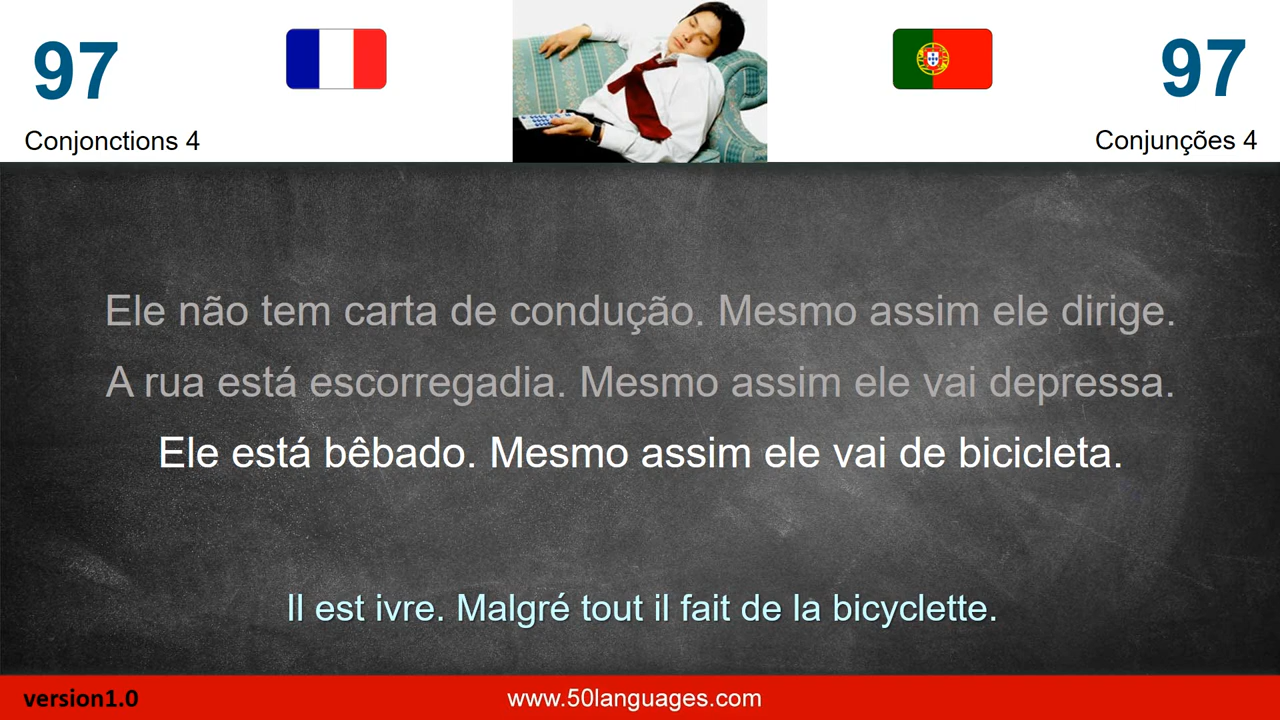 97
97
Conjonctions 4
Conjunções 4
Ele não tem carta de condução. Mesmo assim ele dirige.
A rua está escorregadia. Mesmo assim ele vai depressa.
Ele está bêbado. Mesmo assim ele vai de bicicleta.
Il est ivre. Malgré tout il fait de la bicyclette.
version1.0
www.50languages.com